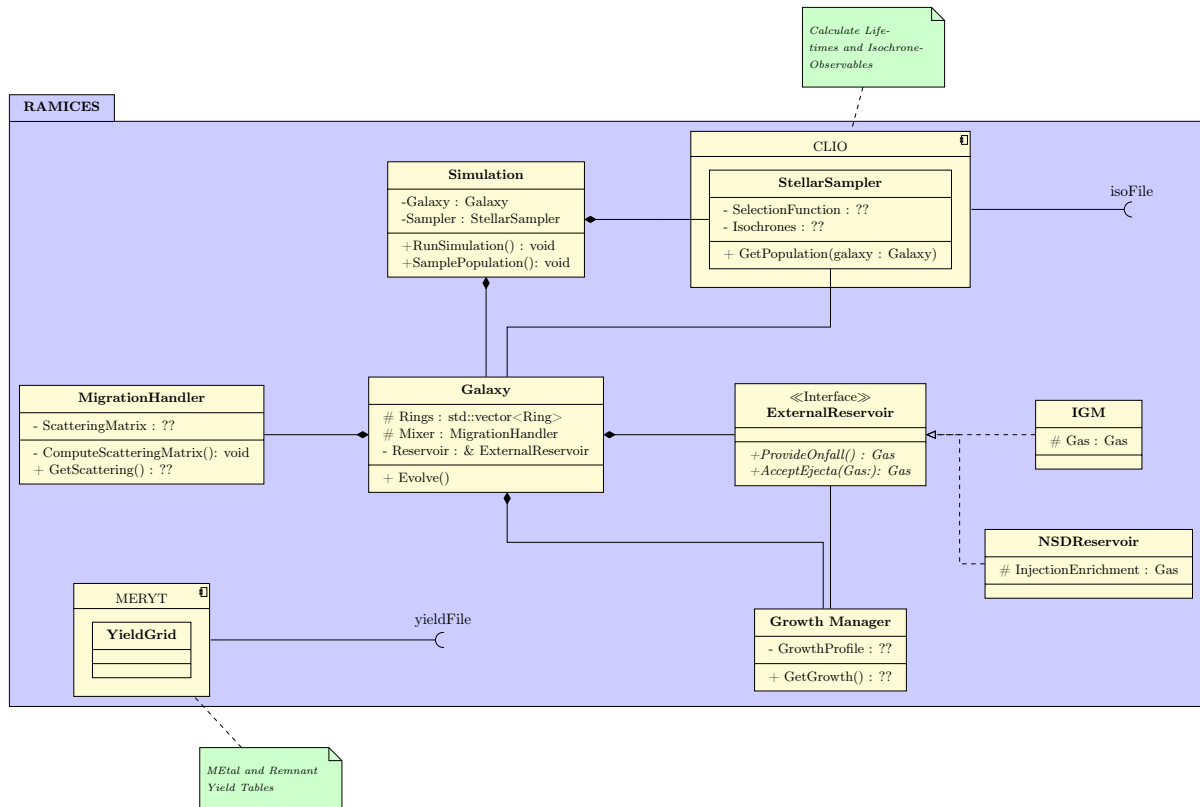 Calculate Life-
times and Isochrone-
Observables
RAMICES
CLIO
StellarSampler
- SelectionFunction : ??
- Isochrones : ??
+ GetPopulation(galaxy : Galaxy)
isoFile
Simulation
-Galaxy : Galaxy
-Sampler : StellarSampler
+RunSimulation() : void
+SamplePopulation(): void
MigrationHandler
- ScatteringMatrix : ??
- ComputeScatteringMatrix(): void
+ GetScattering() : ??
Galaxy
# Rings : std::vector<Ring>
# Mixer : MigrationHandler
- Reservoir : & ExternalReservoir
+ Evolve()
≪Interface≫
ExternalReservoir
+ProvideOnfall() : Gas
+AcceptEjecta(Gas:): Gas
IGM
# Gas : Gas
NSDReservoir
# InjectionEnrichment : Gas
MERYT
YieldGrid
yieldFile
Growth Manager
- GrowthProfile : ??
+ GetGrowth() : ??
MEtal and Remnant
Yield Tables